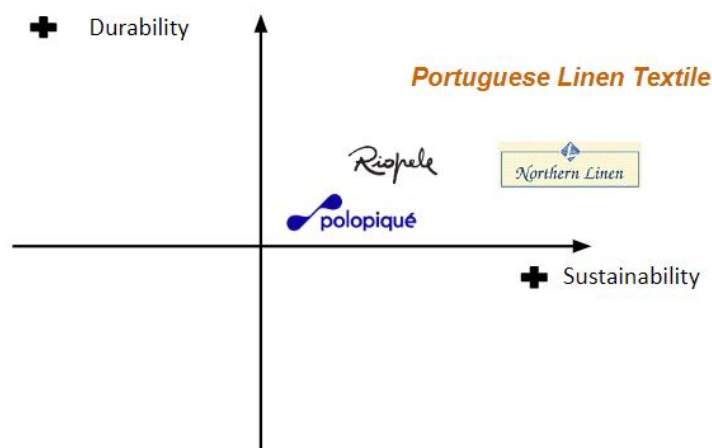 Durability
Portuguese Linen Textile
Riopele
Northern Linen
polopiqué
Sustainability